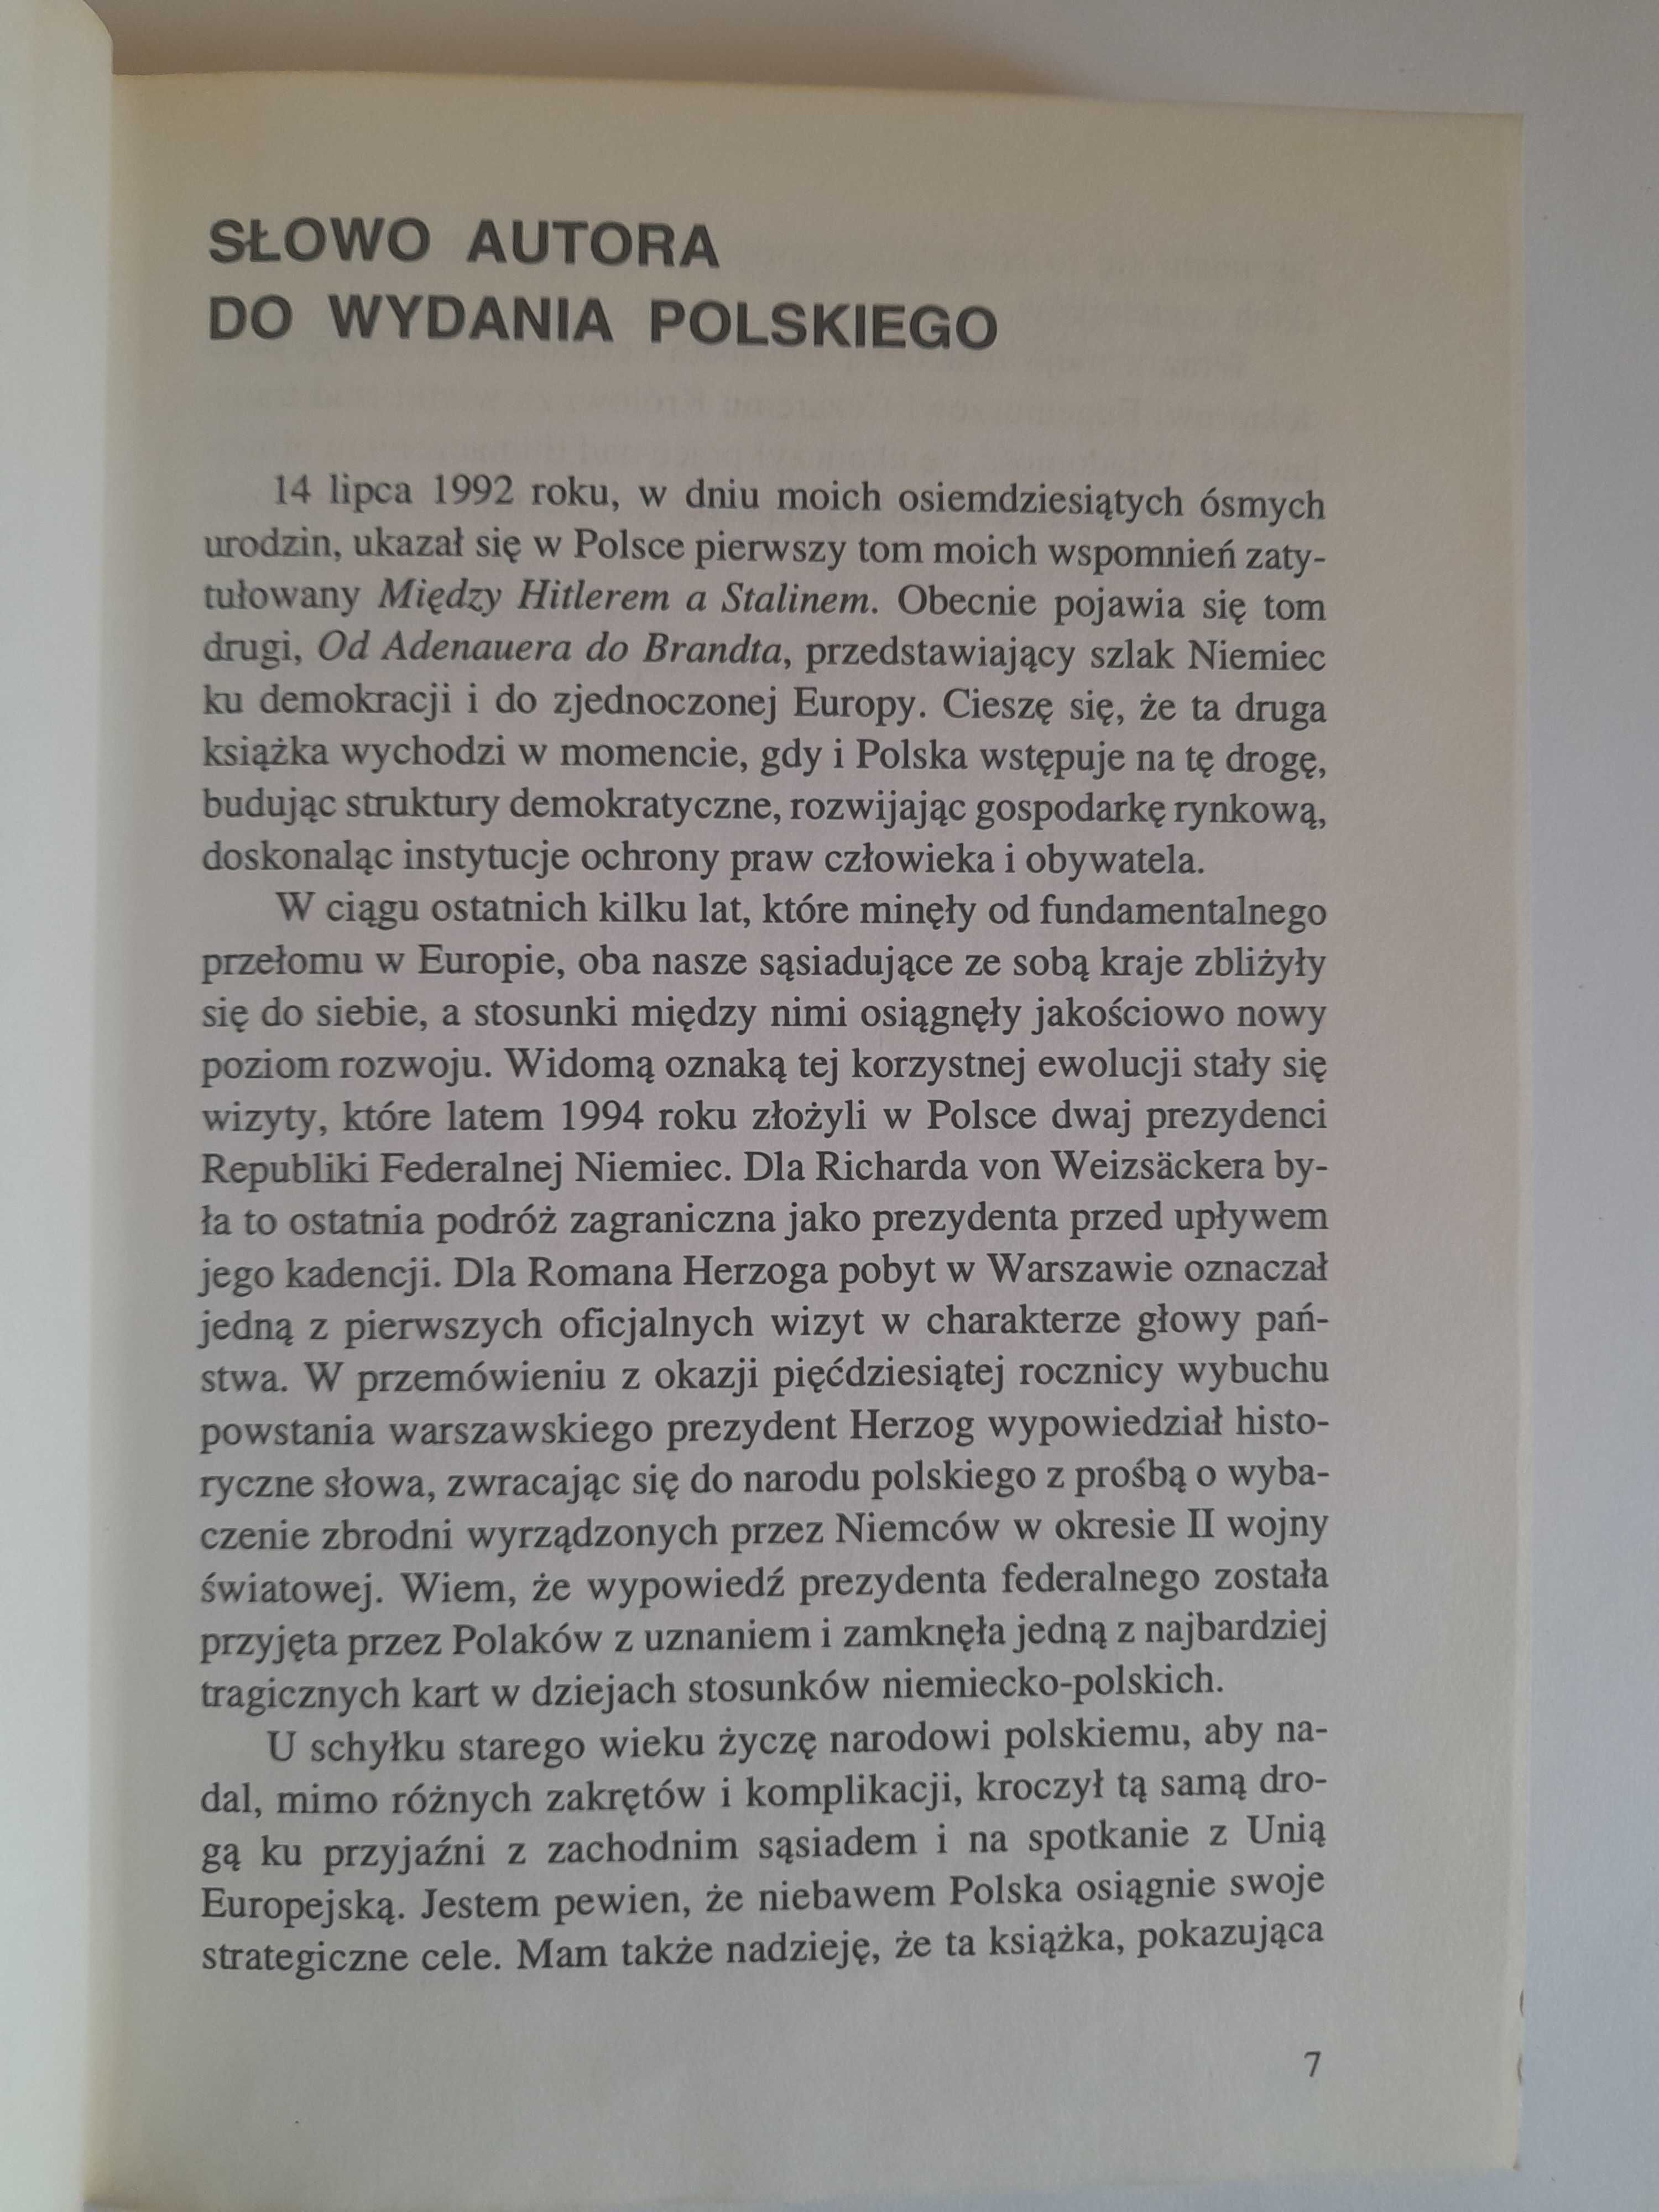 SŁOWO AUTORA
DO WYDANIA POLSKIEGO
14 lipca 1992 roku, w dniu moich osiemdziesiątych ósmych
urodzin, ukazał się w Polsce pierwszy tom moich wspomnień zaty-
tułowany Między Hitlerem a Stalinem. Obecnie pojawia się tom
drugi, Od Adenauera do Brandta, przedstawiający szlak Niemiec
ku demokracji i do zjednoczonej Europy. Cieszę się, że ta druga
książka wychodzi w momencie, gdy i Polska wstępuje na tę drogę,
budując struktury demokratyczne, rozwijając gospodarkę rynkową,
doskonaląc instytucje ochrony praw człowieka i obywatela.
W ciągu ostatnich kilku lat, które minęły od fundamentalnego
przełomu w Europie, oba nasze sąsiadujące ze sobą kraje zbliżyły
się do siebie, a stosunki między nimi osiągnęły jakościowo nowy
poziom rozwoju. Widomą oznaką tej korzystnej ewolucji stały się
wizyty, które latem 1994 roku złożyli w Polsce dwaj prezydenci
Republiki Federalnej Niemiec. Dla Richarda von Weizsäckera by-
ła to ostatnia podróż zagraniczna jako prezydenta przed upływem
jego kadencji. Dla Romana Herzoga pobyt w Warszawie oznaczał
jedną z pierwszych oficjalnych wizyt w charakterze głowy pań-
stwa. W przemówieniu z okazji pięćdziesiątej rocznicy wybuchu
powstania warszawskiego prezydent Herzog wypowiedział histo-
ryczne słowa, zwracając się do narodu polskiego z prośbą o wyba-
czenie zbrodni wyrządzonych przez Niemców w okresie II wojny
światowej. Wiem, że wypowiedź prezydenta federalnego została
przyjęta przez Polaków z uznaniem i zamknęła jedną z najbardziej
tragicznych kart w dziejach stosunków niemiecko-polskich.
U schyłku starego wieku życzę narodowi polskiemu, aby na-
dal, mimo różnych zakrętów i komplikacji, kroczył tą samą dro-
gą ku przyjaźni z zachodnim sąsiadem i na spotkanie z Unią
Europejską. Jestem pewien, że niebawem Polska osiągnie swoje
strategiczne cele. Mam także nadzieję, że ta książka, pokazująca
7